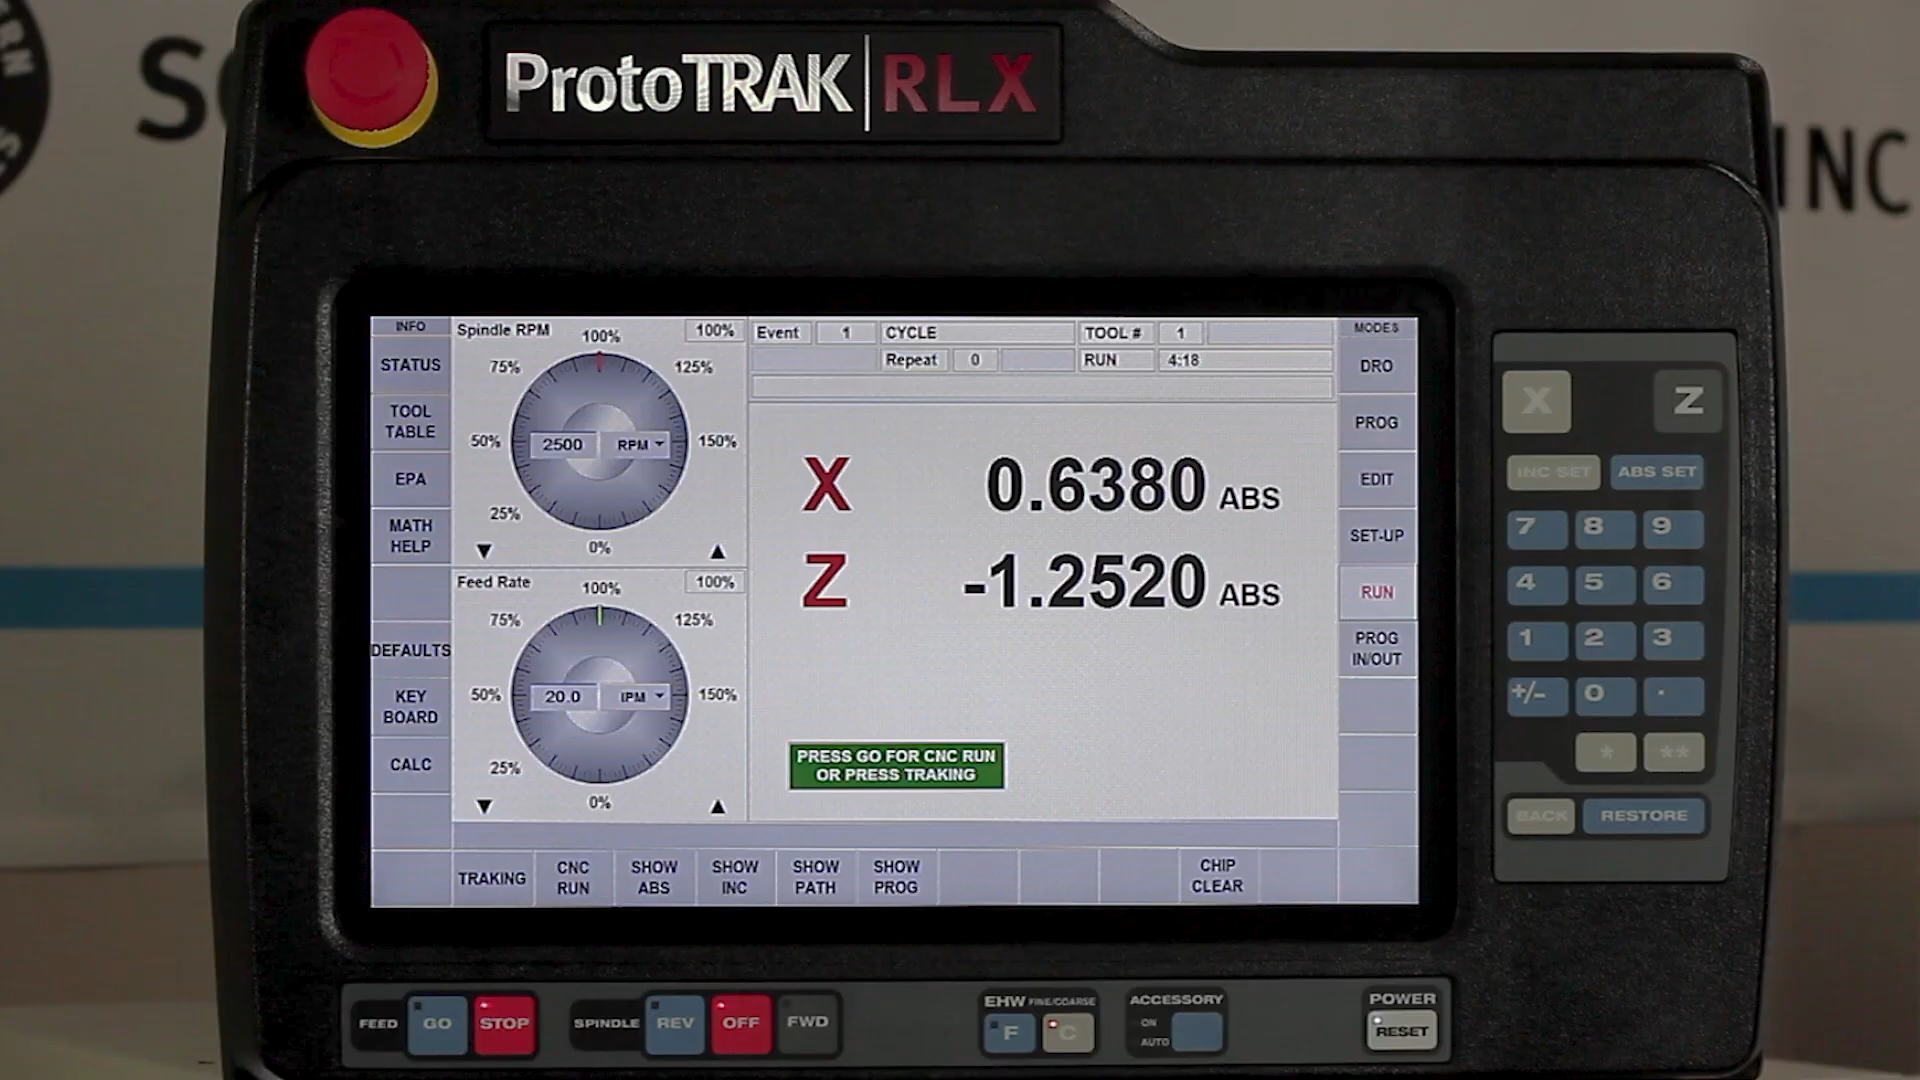 ProtoTRAK RLX
INC
INFO
STATUS
TOOL
TABLE
EPA
MATH
HELP
DEFAULTS
KEY
BOARD
CALC
Spindle RPM
100%
100%
75%
125%
50%
2500
RPM
150%
25%
0%
Feed Rate
100%
100%
75%
125%
50%
20.0
IPM
150%
25%
0%
Event 1 CYCLE TOOL # 1
Repeat 0 RUN 4:18
X 0.6380 ABS
Z -1.2520 ABS
PRESS GO FOR CNC RUN
OR PRESS TRAKING
MODES
DRO
PROG
EDIT
SET-UP
RUN
PROG
IN/OUT
TRAKING
CNC
RUN
SHOW
ABS
SHOW
INC
SHOW
PATH
SHOW
PROG
CHIP
CLEAR
X Z
INC SET ABS SET
7 8 9
4 5 6
1 2 3
+/- 0 .
* **
BACK RESTORE
FEED GO STOP
SPINDLE REV OFF FWD
EHW FINE/COARSE
F C
ACCESSORY
ON
AUTO
POWER
RESET